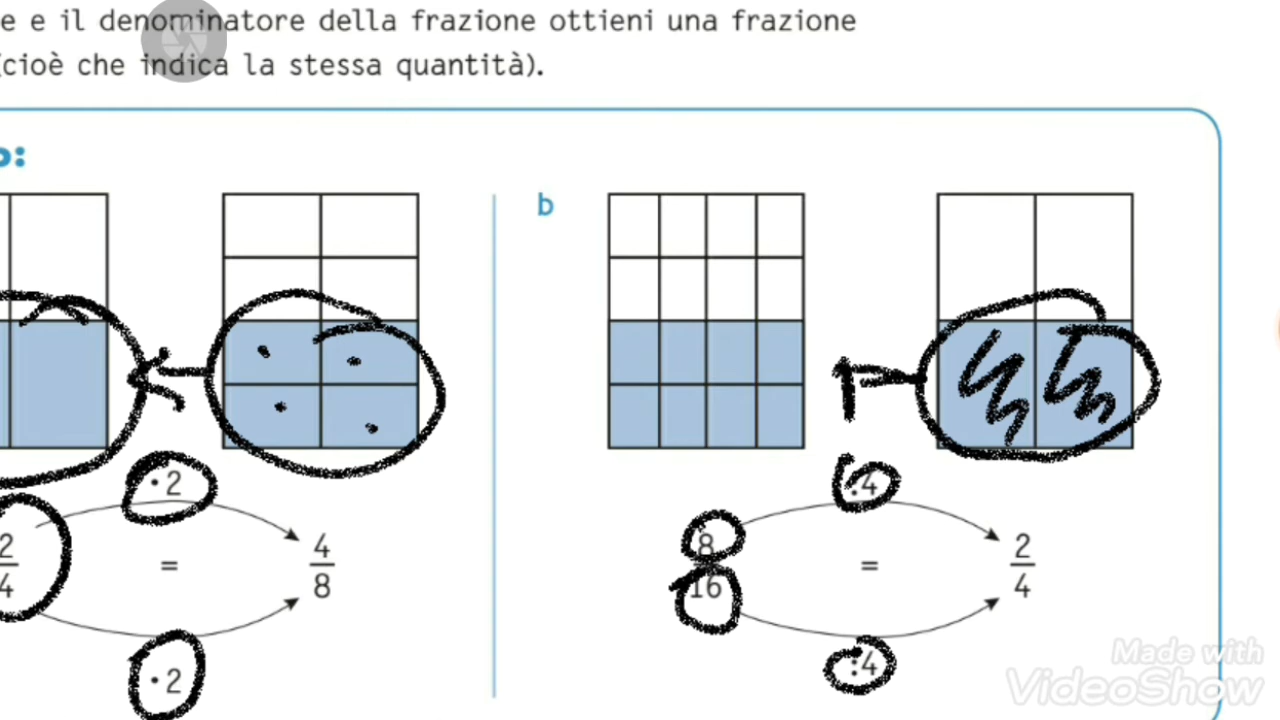 e e il denominatore della frazione ottieni una frazione
(cioè che indica la stessa quantità).
o:
b
·2
:4
2/4 = 4/8
8/16 = 2/4
·2
:4
Made with
VideoShow